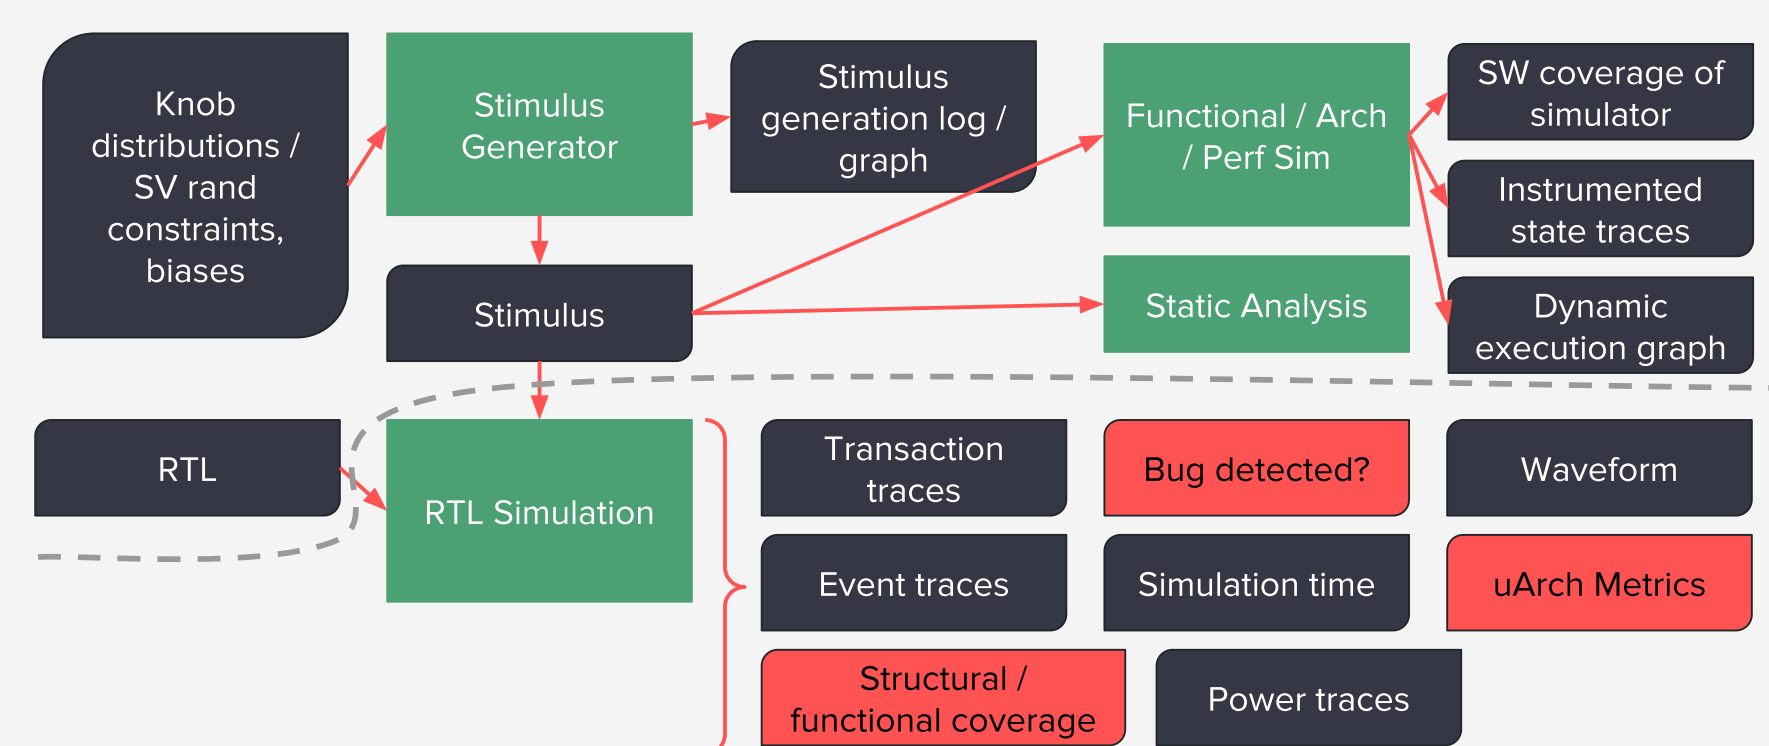 Knob
distributions /
SV rand
constraints,
biases
Stimulus
Generator
Stimulus
generation log /
graph
Functional / Arch
/ Perf Sim
SW coverage of
simulator
Instrumented
state traces
Stimulus
Static Analysis
Dynamic
execution graph
RTL
RTL Simulation
Transaction
traces
Bug detected?
Waveform
Event traces
Simulation time
uArch Metrics
Structural /
functional coverage
Power traces